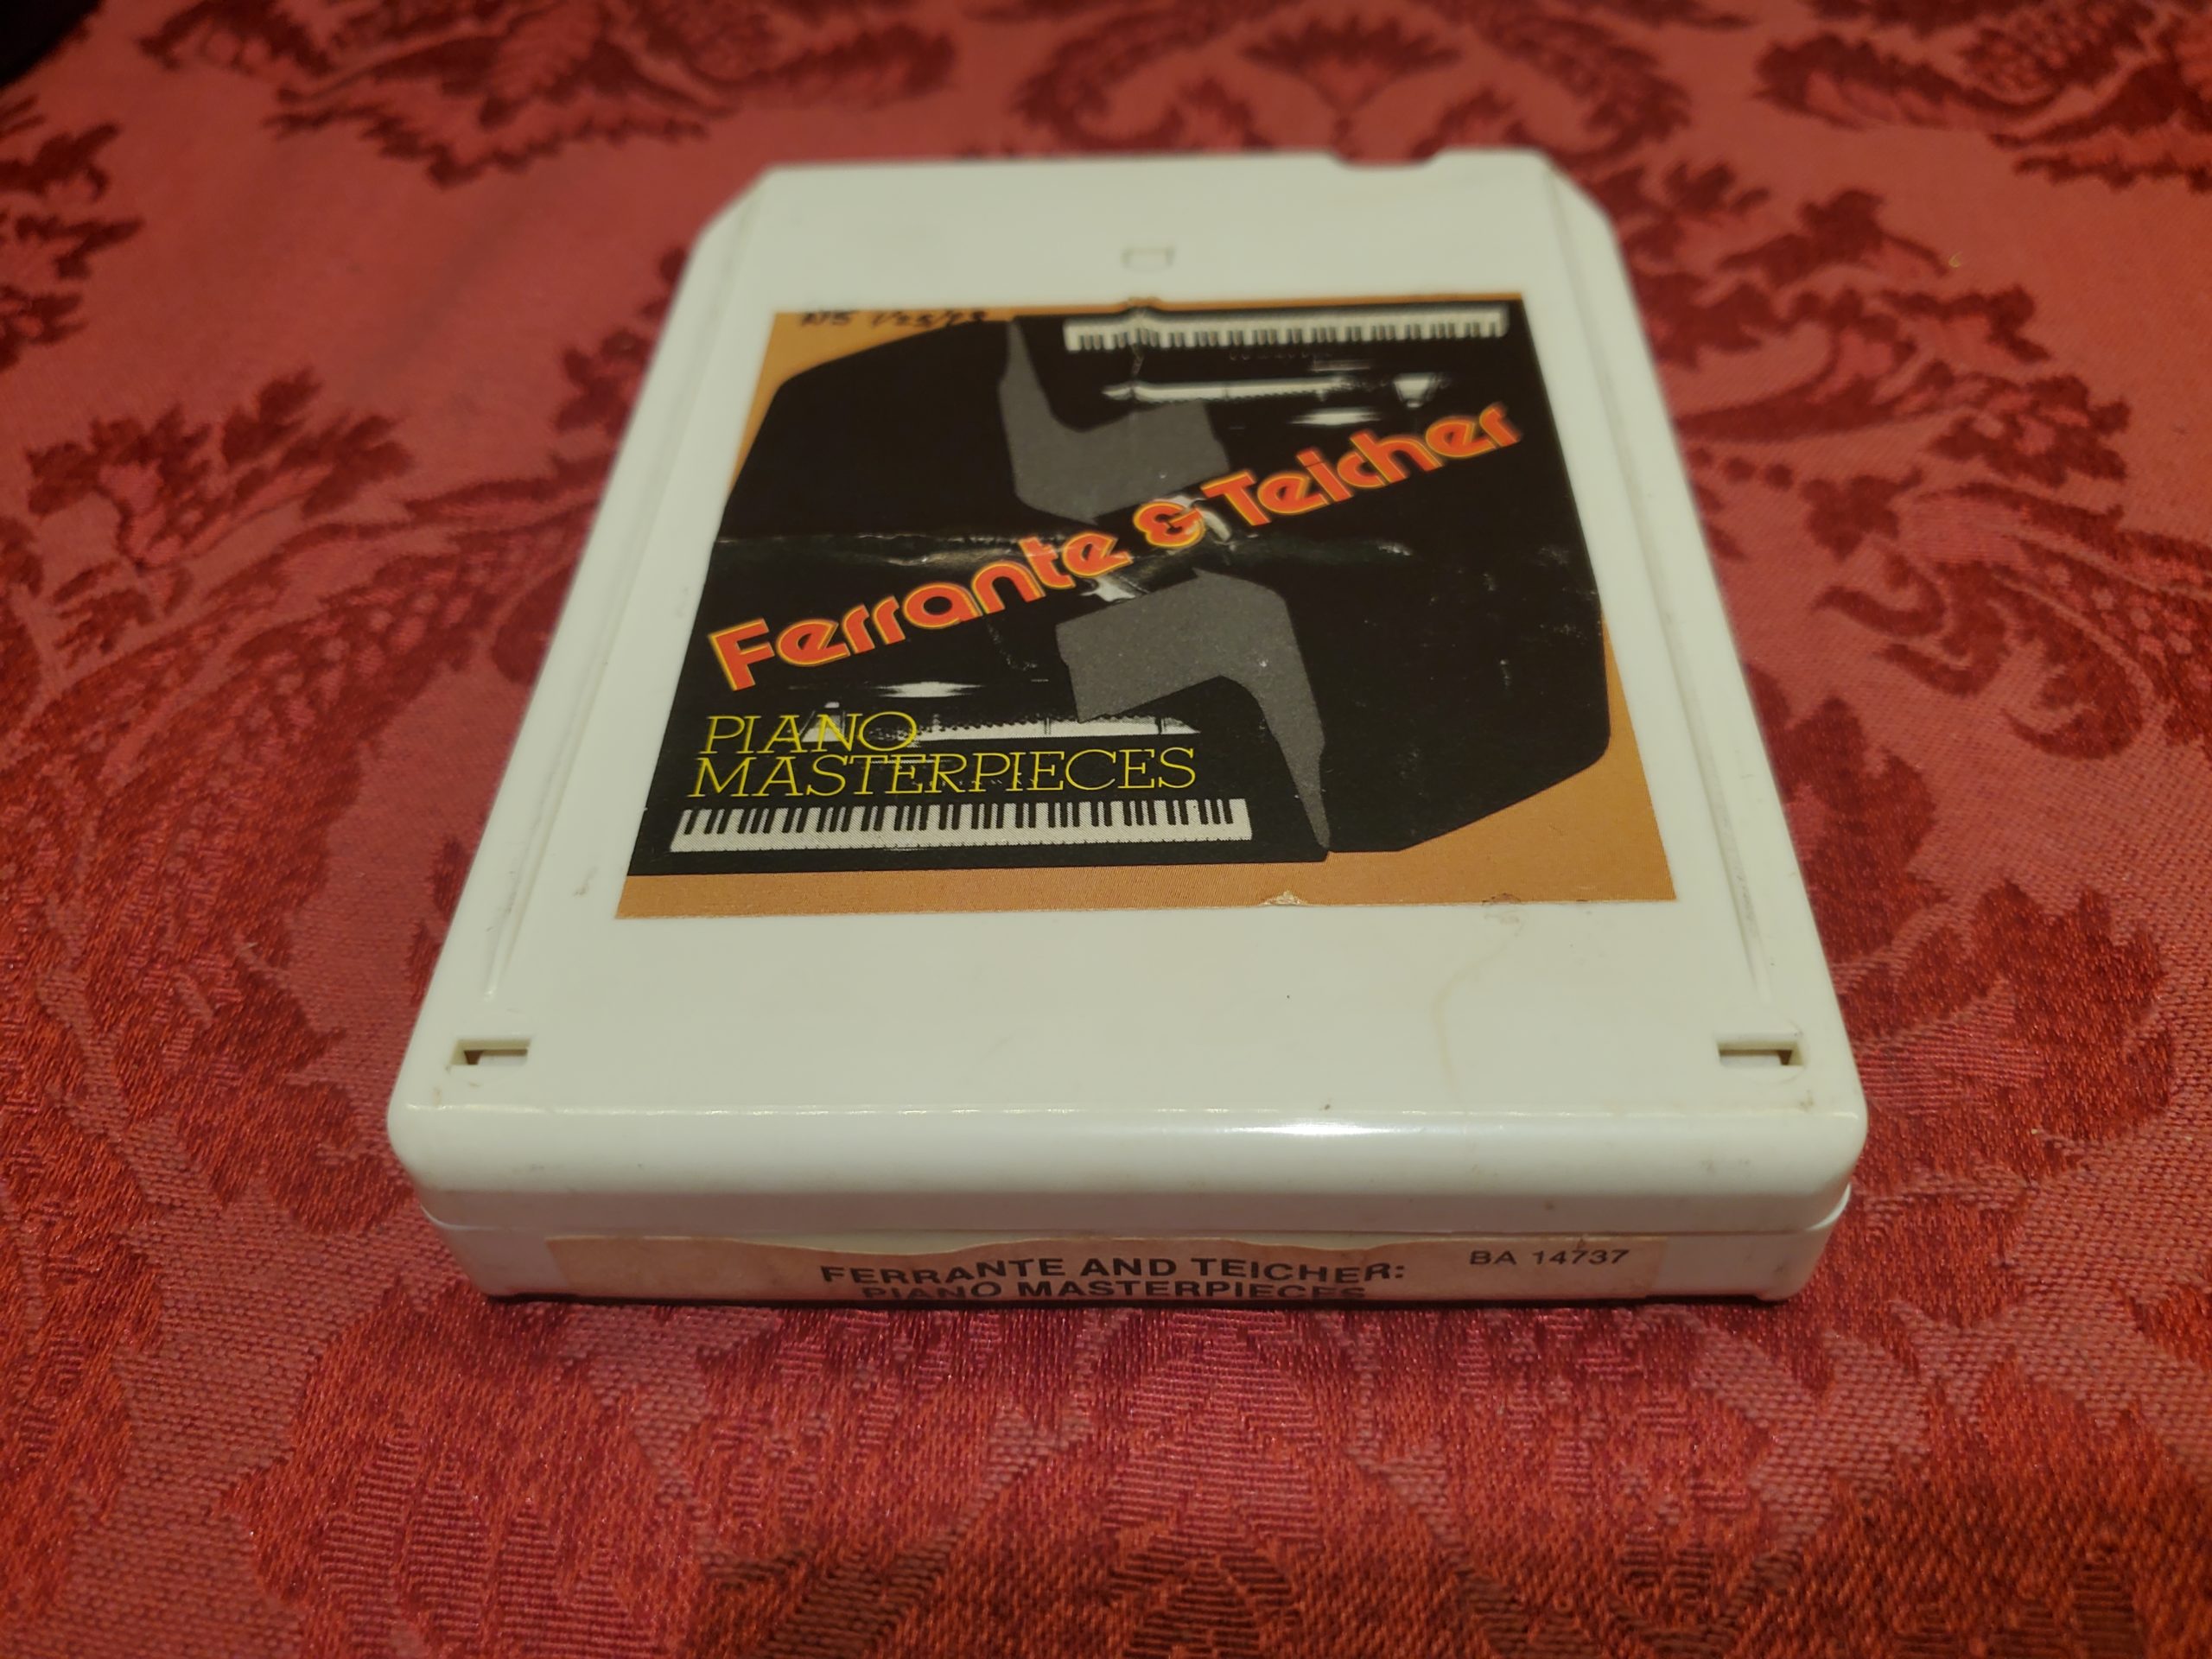 Ferrante & Teicher
PIANO
MASTERPIECES
FERRANTE AND TEICHER:
BA 14737
PIANO MASTERPIECES